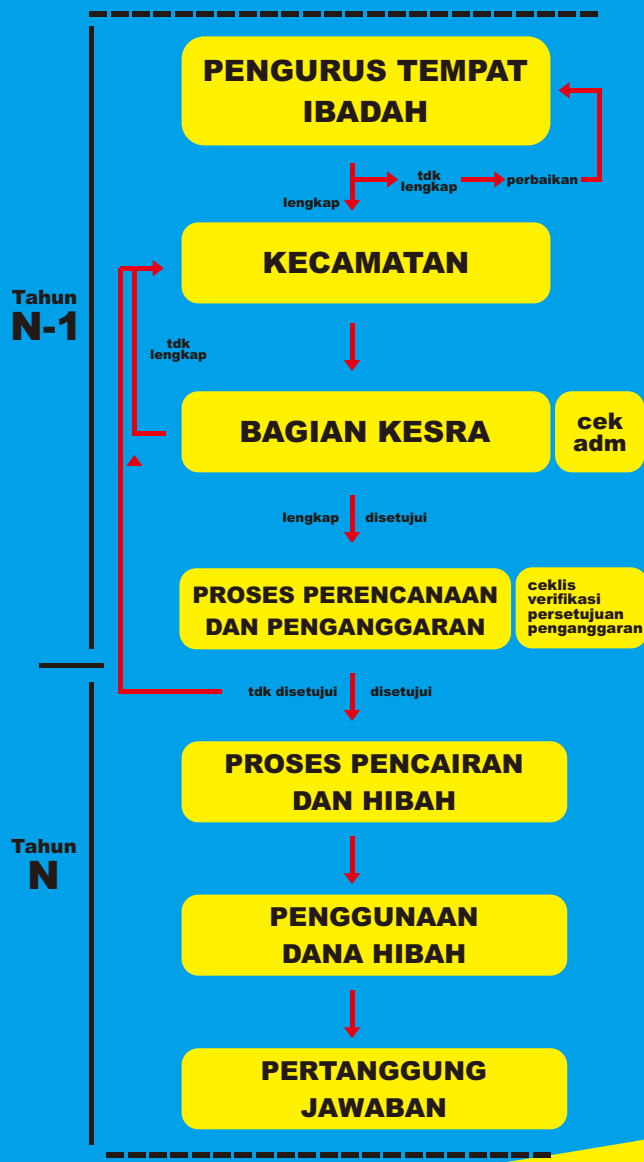 PENGURUS TEMPAT
IBADAH
tdk
lengkap
perbaikan
lengkap
KECAMATAN
Tahun
N-1
tdk
lengkap
BAGIAN KESRA
cek
adm
lengkap
disetujui
PROSES PERENCANAAN
DAN PENGANGGARAN
ceklis
verifikasi
persetujuan
penganggaran
tdk disetujui
disetujui
PROSES PENCAIRAN
DAN HIBAH
Tahun
N
PENGGUNAAN
DANA HIBAH
PERTANGGUNG
JAWABAN